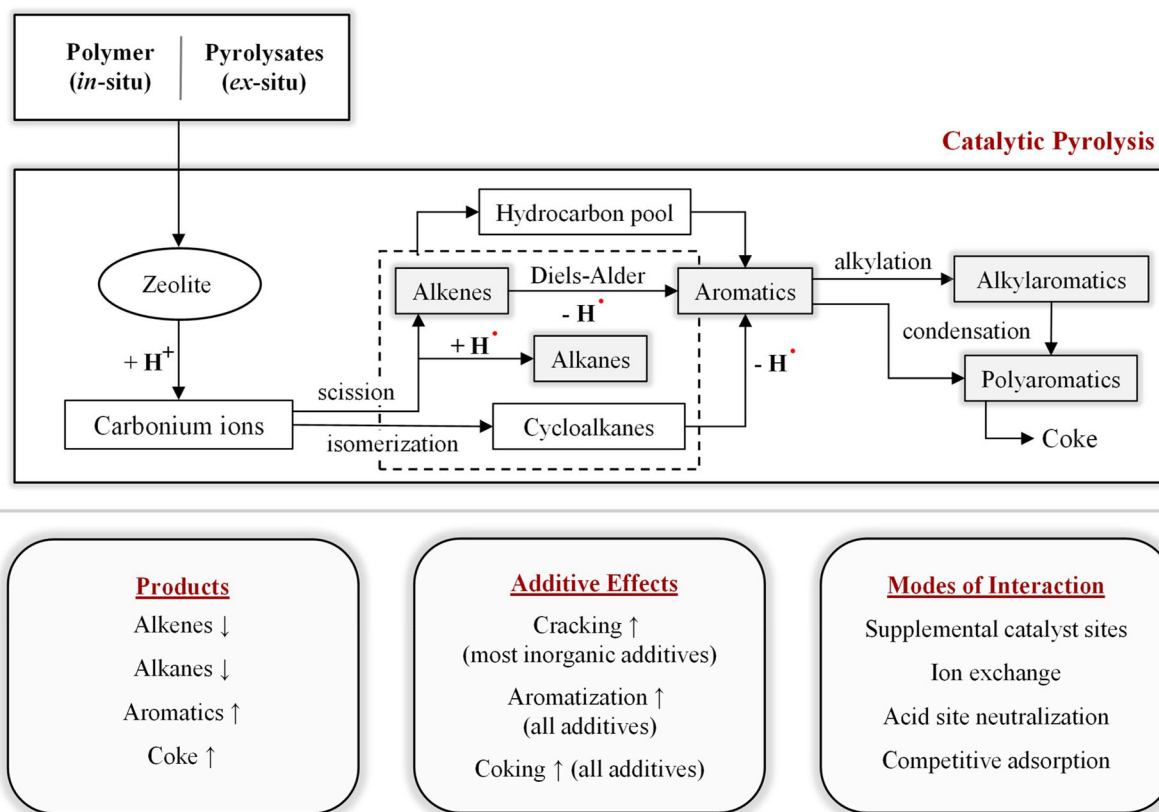 Polymer
(in-situ)
Pyrolysates
(ex-situ)
Catalytic Pyrolysis
Hydrocarbon pool
Zeolite
Alkenes
Diels-Alder
- H•
Aromatics
alkylation
Alkylaromatics
+ H+
+ H•
Alkanes
- H•
condensation
Polyaromatics
scission
Carbonium ions
isomerization
Cycloalkanes
Coke
Products
Alkenes ↓
Alkanes ↓
Aromatics ↑
Coke ↑
Additive Effects
Cracking ↑
(most inorganic additives)
Aromatization ↑
(all additives)
Coking ↑ (all additives)
Modes of Interaction
Supplemental catalyst sites
Ion exchange
Acid site neutralization
Competitive adsorption